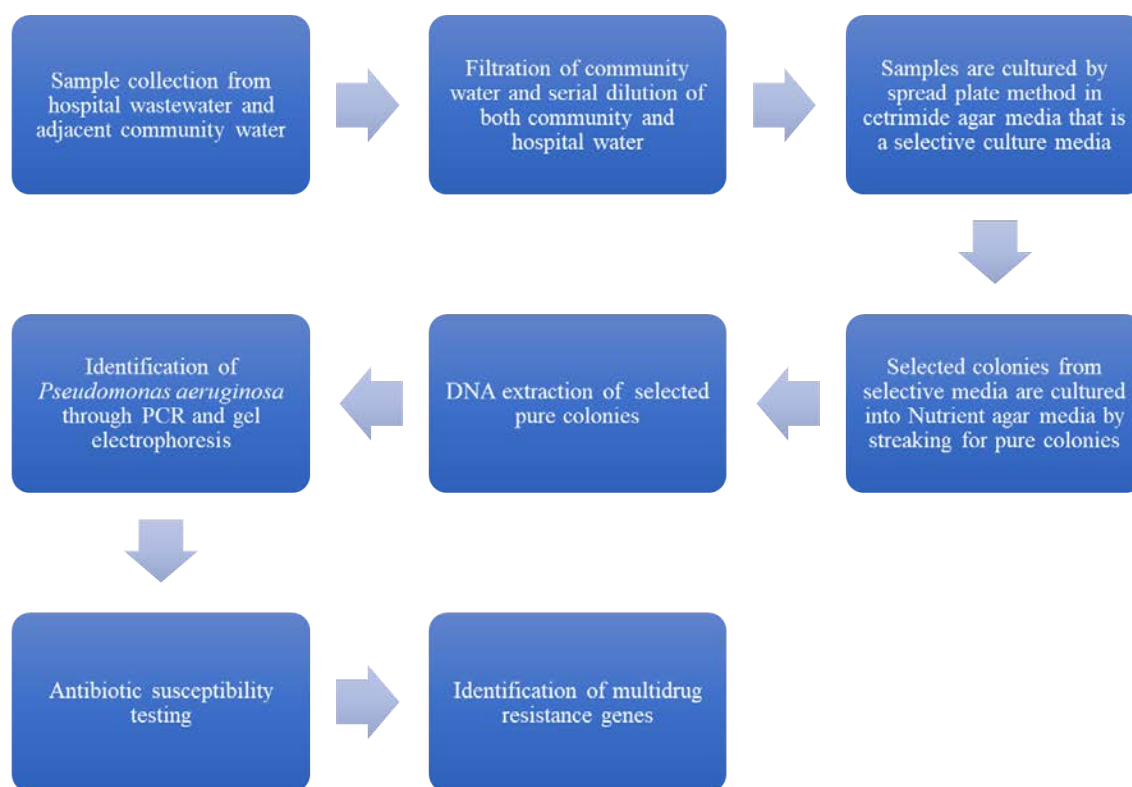 Sample collection from
hospital wastewater and
adjacent community water
Filtration of community
water and serial dilution of
both community and
hospital water
Samples are cultured by
spread plate method in
cetrimide agar media that is
a selective culture media
Selected colonies from
selective media are cultured
into Nutrient agar media by
streaking for pure colonies
DNA extraction of selected
pure colonies
Identification of
Pseudomonas aeruginosa
through PCR and gel
electrophoresis
Antibiotic susceptibility
testing
Identification of multidrug
resistance genes